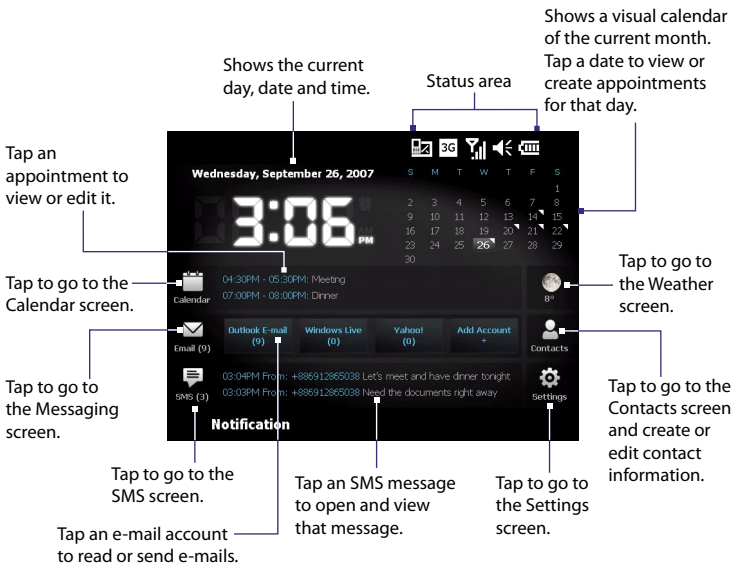 Shows a visual calendar
of the current month.
Tap a date to view or
create appointments
for that day.
Shows the current
day, date and time.
Status area
Tap an
appointment to
view or edit it.
3G
Wednesday, September 26, 2007
3:06
AM
PM
S M T W T F S
1
2 3 4 5 6 7 8
9 10 11 12 13 14 15
16 17 18 19 20 21 22
23 24 25 26 27 28 29
30
Tap to go to the
Calendar screen.
Calendar
04:30PM - 05:30PM: Meeting
07:00PM - 08:00PM: Dinner
8°
Tap to go to
the Weather
screen.
Email (9)
Outlook E-mail
(9)
Windows Live
(0)
Yahoo!
(0)
Add Account
+
Contacts
Tap to go to
the Messaging
screen.
SMS (3)
03:04PM From: +886912865038 Let's meet and have dinner tonight
03:03PM From: +886912865038 Need the documents right away
Settings
Notification
Tap to go to the
Contacts screen
and create or
edit contact
information.
Tap to go to the
SMS screen.
Tap an SMS message
to open and view
that message.
Tap to go to
the Settings
screen.
Tap an e-mail account
to read or send e-mails.